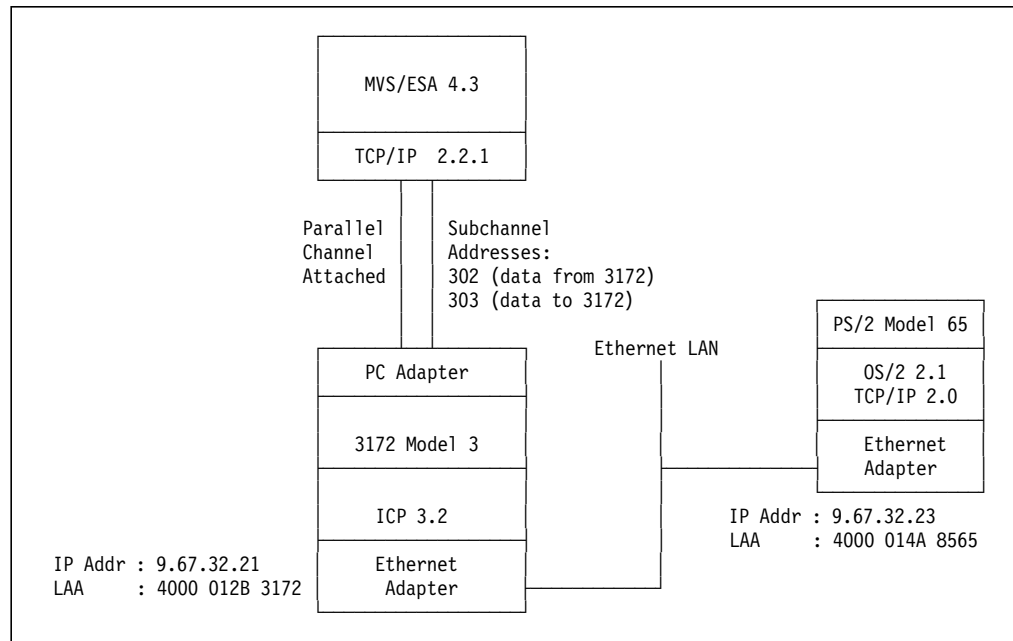 MVS/ESA 4.3
TCP/IP 2.2.1
Parallel
Channel
Attached
Subchannel
Addresses:
302 (data from 3172)
303 (data to 3172)
PS/2 Model 65
OS/2 2.1
TCP/IP 2.0
Ethernet
Adapter
IP Addr : 9.67.32.23
LAA : 4000 014A 8565
Ethernet LAN
PC Adapter
3172 Model 3
ICP 3.2
Ethernet
Adapter
IP Addr : 9.67.32.21
LAA : 4000 012B 3172